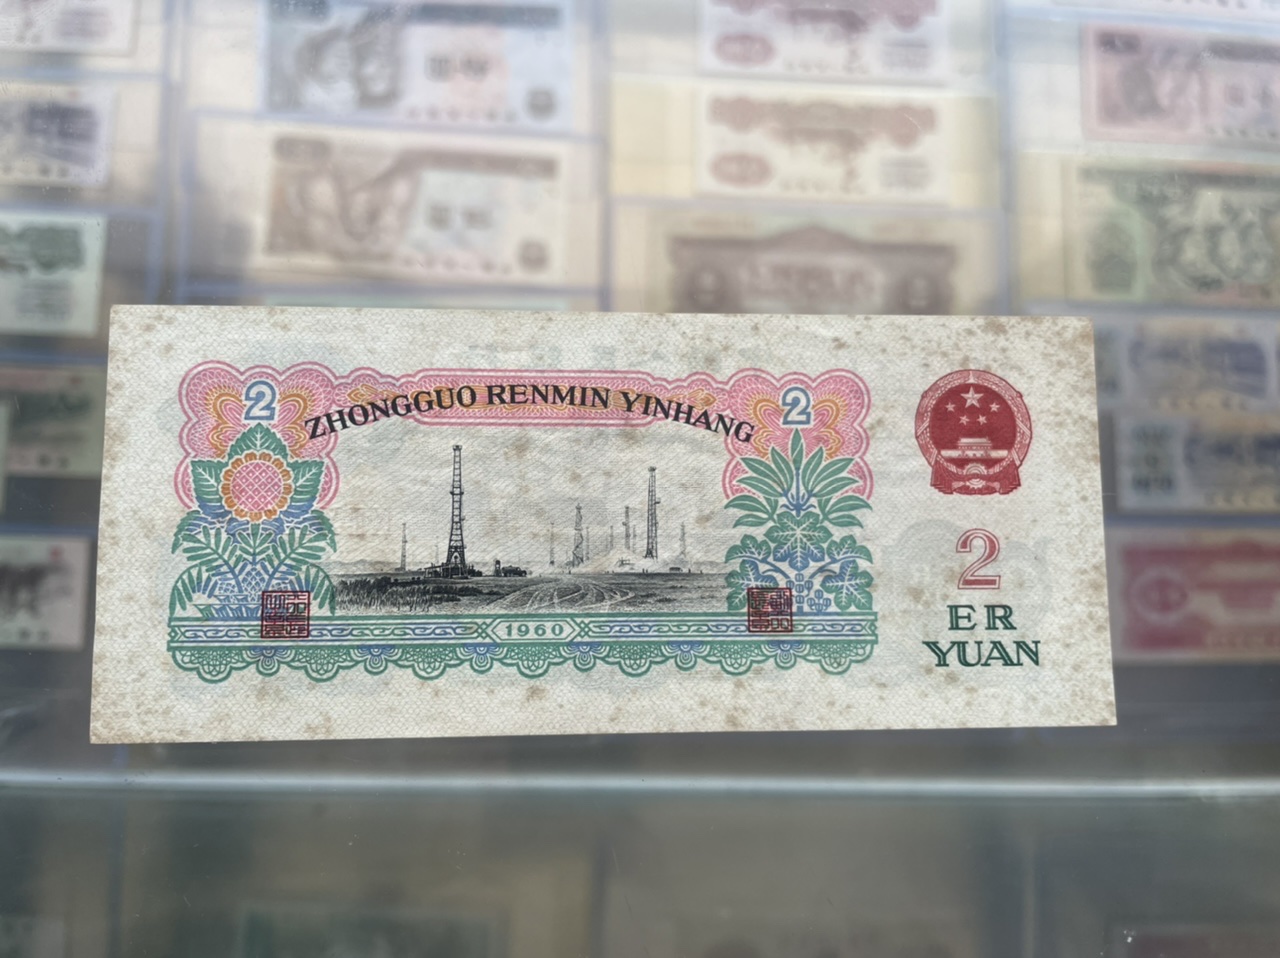 2
2
ZHONGGUO RENMIN YINHANG
1960
2
ER
YUAN